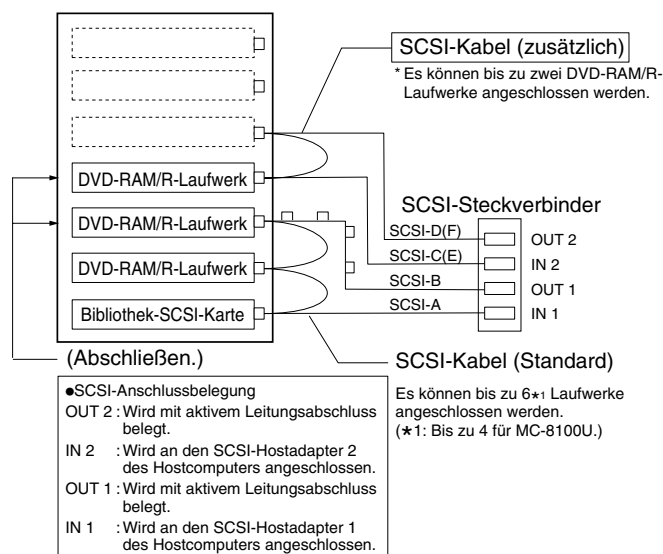 SCSI-Kabel (zusätzlich)
* Es können bis zu zwei DVD-RAM/R-
Laufwerke angeschlossen werden.
DVD-RAM/R-Laufwerk
DVD-RAM/R-Laufwerk
DVD-RAM/R-Laufwerk
Bibliothek-SCSI-Karte
SCSI-Steckverbinder
SCSI-D(F)
OUT 2
SCSI-C(E)
IN 2
SCSI-B
OUT 1
SCSI-A
IN 1
(Abschließen.)
SCSI-Kabel (Standard)
Es können bis zu 6*1 Laufwerke
angeschlossen werden.
(*1: Bis zu 4 für MC-8100U.)
●SCSI-Anschlussbelegung
OUT 2 : Wird mit aktivem Leitungsabschluss
belegt.
IN 2 : Wird an den SCSI-Hostadapter 2
des Hostcomputers angeschlossen.
OUT 1 : Wird mit aktivem Leitungsabschluss
belegt.
IN 1 : Wird an den SCSI-Hostadapter 1
des Hostcomputers angeschlossen.